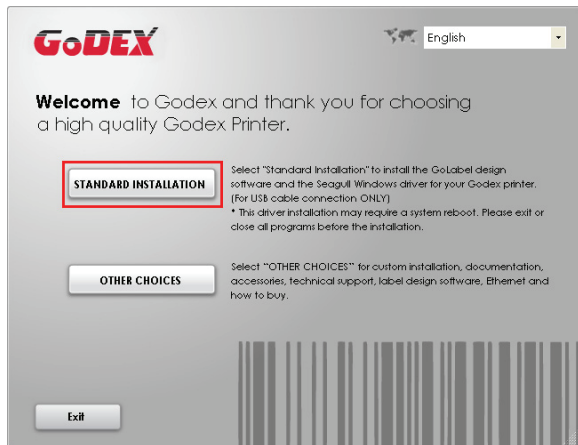 GoDEX
English
Welcome to Godex and thank you for choosing
a high quality Godex Printer.
STANDARD INSTALLATION
Select "Standard Installation" to install the GoLabel design
software and the Seagull Windows driver for your Godex printer.
(For USB cable connection ONLY)
* This driver installation may require a system reboot. Please exit or
close all programs before the installation.
OTHER CHOICES
Select "OTHER CHOICES" for custom installation, documentation,
accessories, technical support, label design software, Ethernet and
how to buy.
Exit